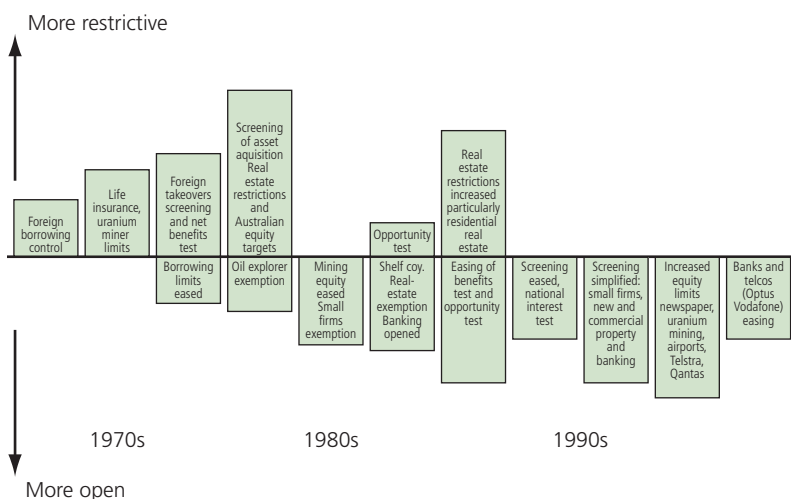 More restrictive
Foreign
borrowing
control
Life
insurance,
uranium
miner
limits
Foreign
takeovers
screening
and net
benefits
test
Screening
of asset
aquisition
Real
estate
restrictions
and
Australian
equity
targets
Opportunity
test
Real
estate
restrictions
increased
particularly
residential
real
estate
Borrowing
limits
eased
Oil explorer
exemption
Mining
equity
eased
Small
firms
exemption
Shelf coy.
Real-
estate
exemption
Banking
opened
Easing of
benefits
test and
opportunity
test
Screening
eased,
national
interest
test
Screening
simplified:
small firms,
new and
commercial
property
and
banking
Increased
equity
limits
newspaper,
uranium
mining,
airports,
Telstra,
Qantas
Banks and
telcos
(Optus
Vodafone)
easing
1970s
1980s
1990s
More open